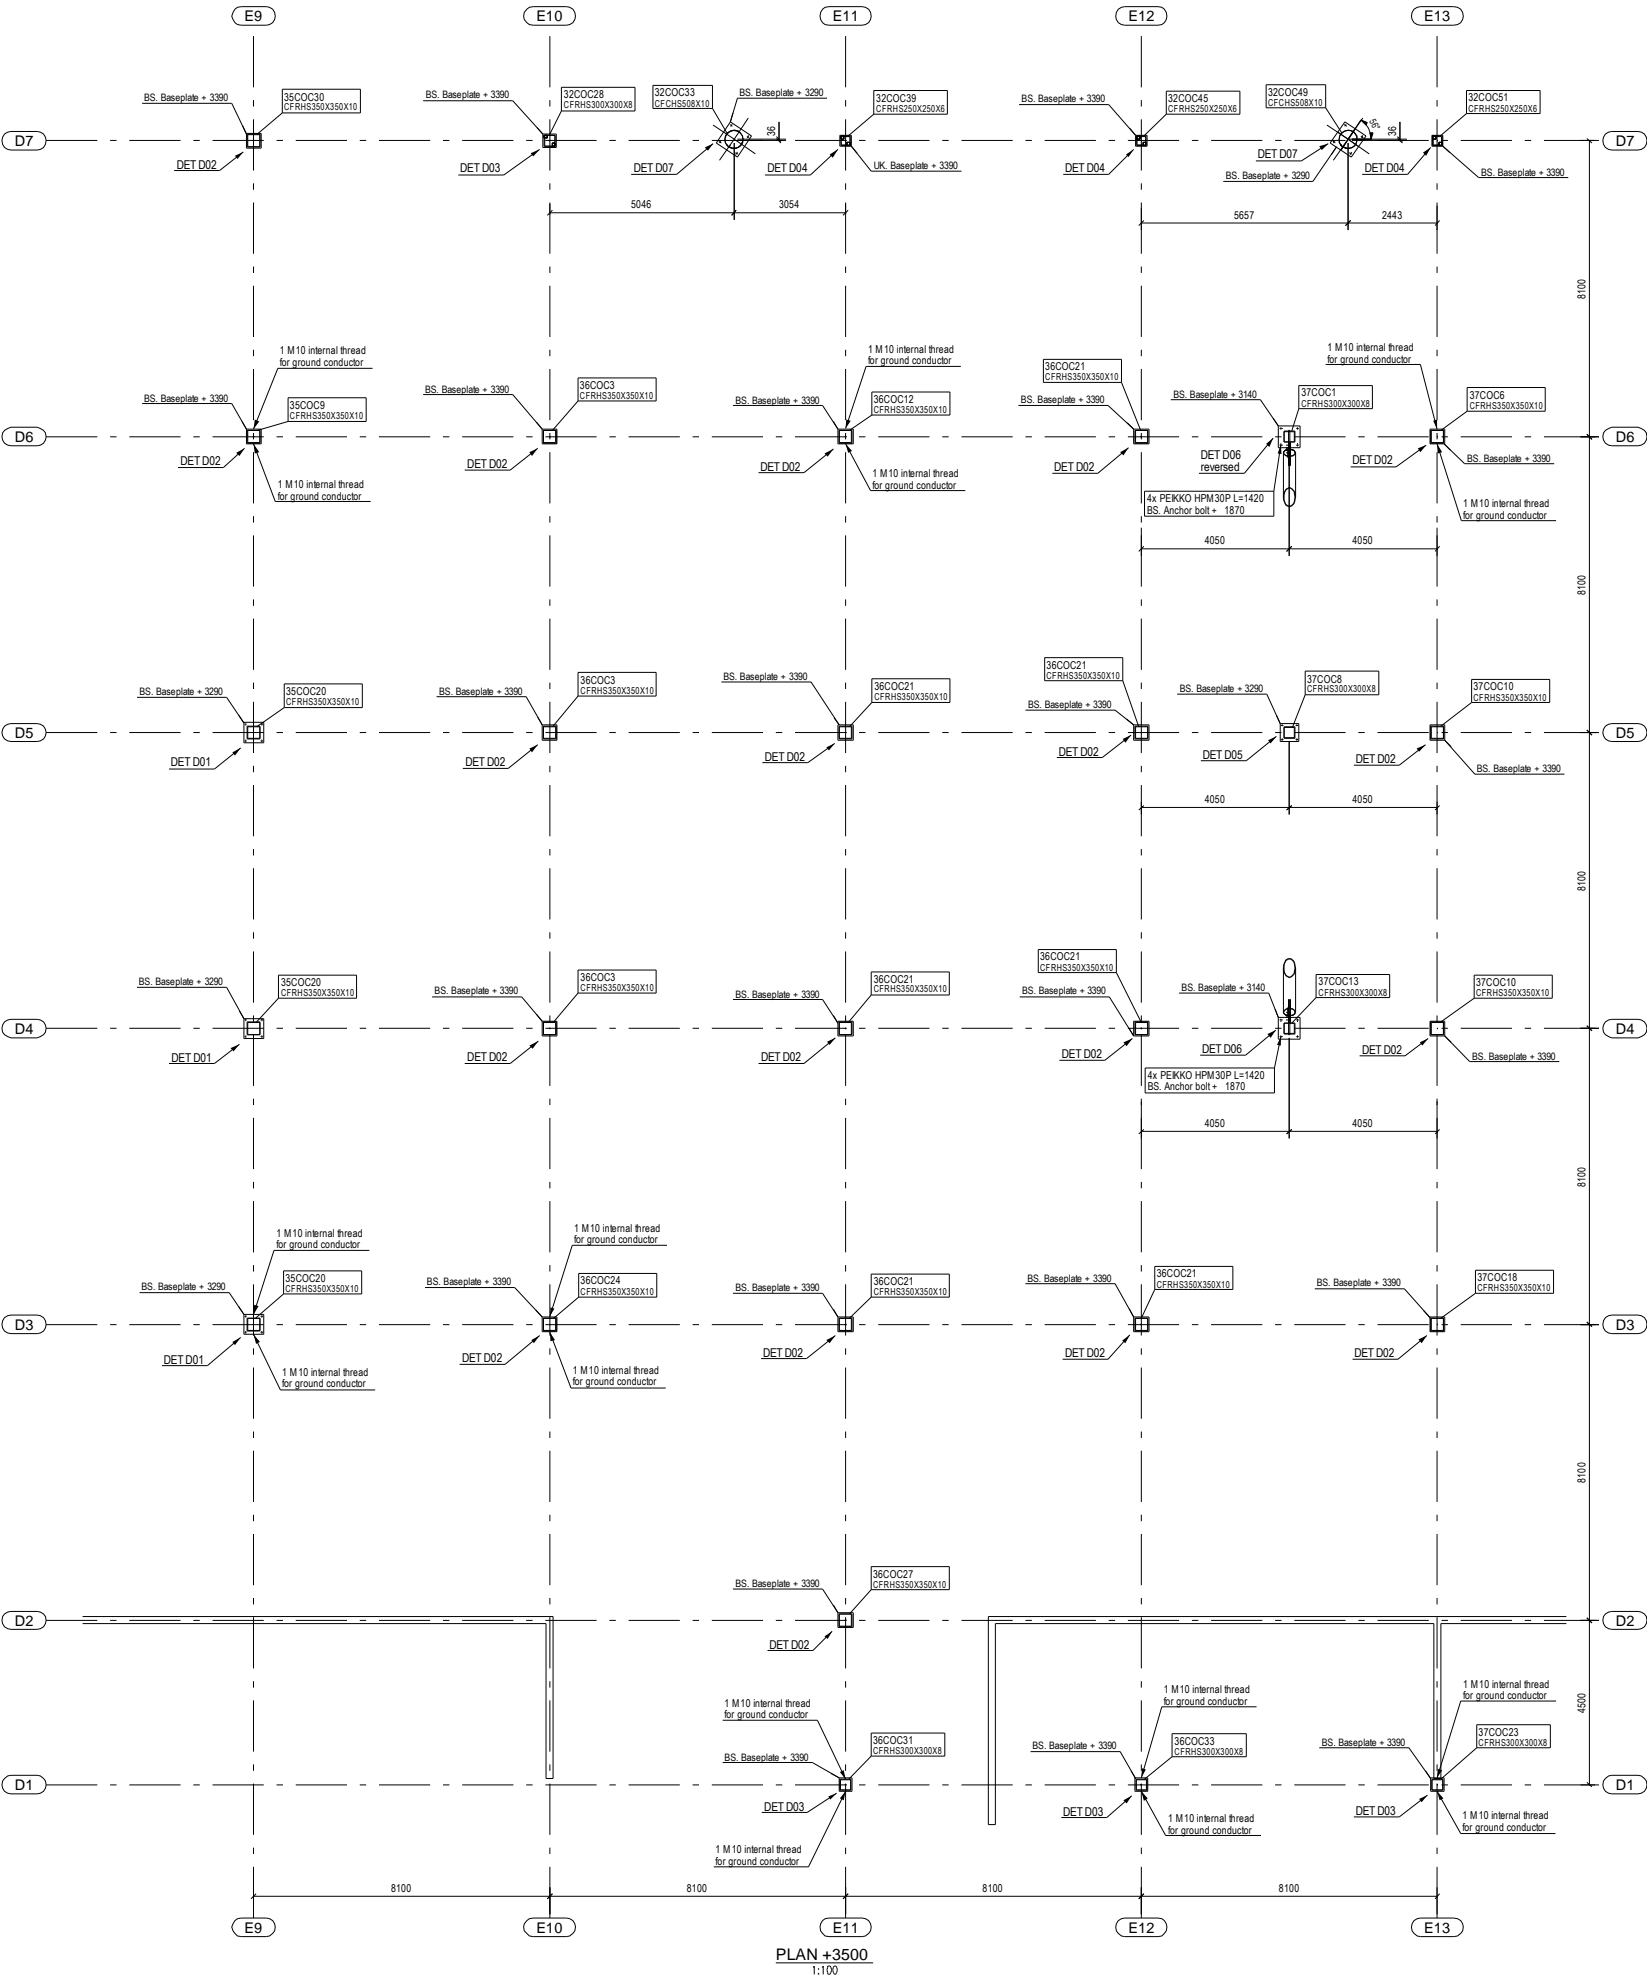 E9
E10
E11
E12
E13
BS. Baseplate + 3390
35COC30
CFRHS350X350X10
BS. Baseplate + 3390
32COC28
CFRHS300X300X8
32COC33
CFCHS508X10
BS. Baseplate + 3290
32COC39
CFRHS250X250X6
BS. Baseplate + 3390
32COC45
CFRHS250X250X6
32COC49
CFCHS508X10
32COC51
CFRHS250X250X6
36
56°
36
D7
D7
DET D02
DET D03
DET D07
DET D04
UK. Baseplate + 3390
DET D04
DET D07
BS. Baseplate + 3290
DET D04
BS. Baseplate + 3390
5046
3054
5657
2443
8100
1 M10 internal thread
for ground conductor
1 M10 internal thread
for ground conductor
1 M10 internal thread
for ground conductor
BS. Baseplate + 3390
35COC9
CFRHS350X350X10
BS. Baseplate + 3390
36COC3
CFRHS350X350X10
BS. Baseplate + 3390
36COC12
CFRHS350X350X10
36COC21
CFRHS350X350X10
BS. Baseplate + 3390
BS. Baseplate + 3140
37COC1
CFRHS300X300X8
37COC6
CFRHS350X350X10
D6
D6
DET D02
DET D02
DET D02
DET D02
DET D06
reversed
DET D02
BS. Baseplate + 3390
1 M10 internal thread
for ground conductor
1 M10 internal thread
for ground conductor
4x PEIKKO HPM30P L=1420
BS. Anchor bolt + 1870
1 M10 internal thread
for ground conductor
4050
4050
8100
BS. Baseplate + 3290
35COC20
CFRHS350X350X10
BS. Baseplate + 3390
36COC3
CFRHS350X350X10
BS. Baseplate + 3390
36COC21
CFRHS350X350X10
36COC21
CFRHS350X350X10
BS. Baseplate + 3390
BS. Baseplate + 3290
37COC8
CFRHS300X300X8
37COC10
CFRHS350X350X10
D5
D5
DET D01
DET D02
DET D02
DET D02
DET D05
DET D02
BS. Baseplate + 3390
4050
4050
8100
BS. Baseplate + 3290
35COC20
CFRHS350X350X10
BS. Baseplate + 3390
36COC3
CFRHS350X350X10
BS. Baseplate + 3390
36COC21
CFRHS350X350X10
36COC21
CFRHS350X350X10
BS. Baseplate + 3390
BS. Baseplate + 3140
37COC13
CFRHS300X300X8
37COC10
CFRHS350X350X10
D4
D4
DET D01
DET D02
DET D02
DET D02
DET D06
DET D02
BS. Baseplate + 3390
4x PEIKKO HPM30P L=1420
BS. Anchor bolt + 1870
4050
4050
8100
1 M10 internal thread
for ground conductor
1 M10 internal thread
for ground conductor
BS. Baseplate + 3290
35COC20
CFRHS350X350X10
BS. Baseplate + 3390
36COC24
CFRHS350X350X10
BS. Baseplate + 3390
36COC21
CFRHS350X350X10
BS. Baseplate + 3390
36COC21
CFRHS350X350X10
BS. Baseplate + 3390
37COC18
CFRHS350X350X10
D3
D3
DET D01
DET D02
DET D02
DET D02
DET D02
1 M10 internal thread
for ground conductor
1 M10 internal thread
for ground conductor
8100
BS. Baseplate + 3390
36COC27
CFRHS350X350X10
D2
D2
DET D02
1 M10 internal thread
for ground conductor
1 M10 internal thread
for ground conductor
1 M10 internal thread
for ground conductor
4500
BS. Baseplate + 3390
36COC31
CFRHS300X300X8
BS. Baseplate + 3390
36COC33
CFRHS300X300X8
BS. Baseplate + 3390
37COC23
CFRHS300X300X8
D1
D1
DET D03
DET D03
DET D03
1 M10 internal thread
for ground conductor
1 M10 internal thread
for ground conductor
1 M10 internal thread
for ground conductor
8100
8100
8100
8100
E9
E10
E11
E12
E13
PLAN +3500
1:100